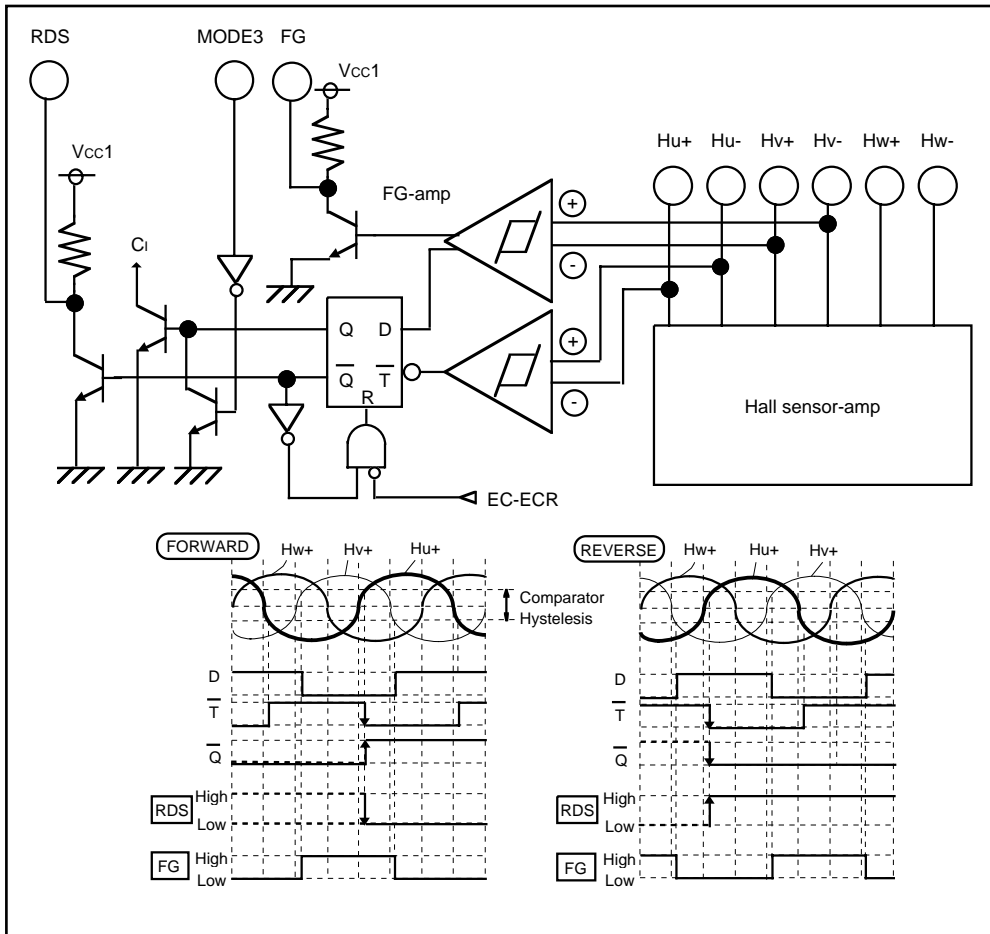 RDS MODE3 FG
VCC1
VCC1
Hu+ Hu- Hv+ Hv- Hw+ Hw-
FG-amp
+
-
CI
Q D
Q T
R
+
-
Hall sensor-amp
EC-ECR
FORWARD
Hw+ Hv+ Hu+
Comparator
Hystelesis
D
T
Q
RDS
High
Low
FG
High
Low
REVERSE
Hw+ Hu+ Hv+
D
T
Q
RDS
High
Low
FG
High
Low